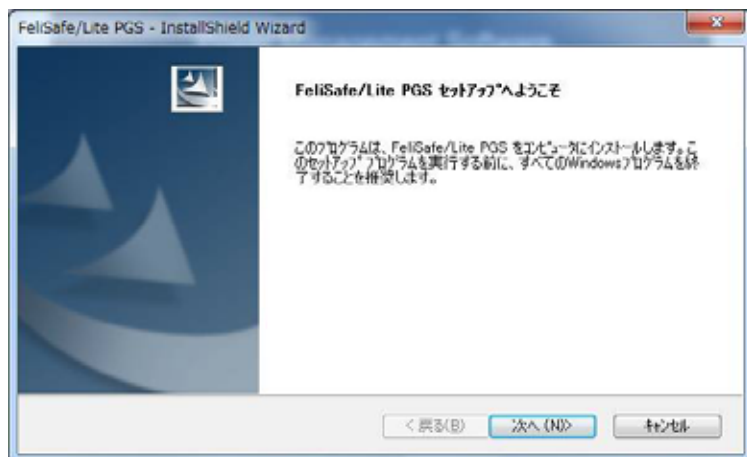 FeliSafe/Lite PGS - InstallShield Wizard
FeliSafe/Lite PGS ｾｯﾄｱｯﾌﾟへようこそ
このﾌﾟﾛｸﾞﾗﾑは、FeliSafe/Lite PGS をｺﾝﾋﾟｭｰﾀにｲﾝｽﾄｰﾙします。こ
のｾｯﾄｱｯﾌﾟ ﾌﾟﾛｸﾞﾗﾑを実行する前に、すべてのWindowsﾌﾟﾛｸﾞﾗﾑを終
了することを推奨します。
< 戻る(B)
次へ (N)>
ｷｬﾝｾﾙ